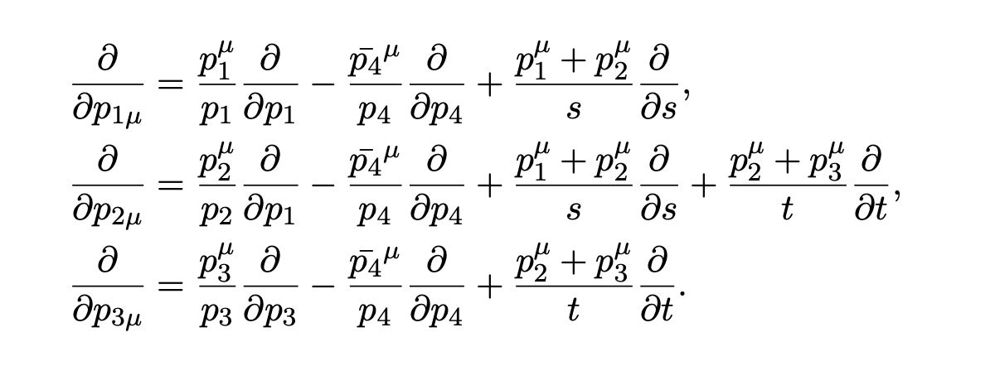 \frac{\partial}{\partial p_{1\mu}} = \frac{p_1^\mu}{p_1} \frac{\partial}{\partial p_1} - \frac{\bar{p_4}^\mu}{p_4} \frac{\partial}{\partial p_4} + \frac{p_1^\mu + p_2^\mu}{s} \frac{\partial}{\partial s},
\frac{\partial}{\partial p_{2\mu}} = \frac{p_2^\mu}{p_2} \frac{\partial}{\partial p_1} - \frac{\bar{p_4}^\mu}{p_4} \frac{\partial}{\partial p_4} + \frac{p_1^\mu + p_2^\mu}{s} \frac{\partial}{\partial s} + \frac{p_2^\mu + p_3^\mu}{t} \frac{\partial}{\partial t},
\frac{\partial}{\partial p_{3\mu}} = \frac{p_3^\mu}{p_3} \frac{\partial}{\partial p_3} - \frac{\bar{p_4}^\mu}{p_4} \frac{\partial}{\partial p_4} + \frac{p_2^\mu + p_3^\mu}{t} \frac{\partial}{\partial t}.